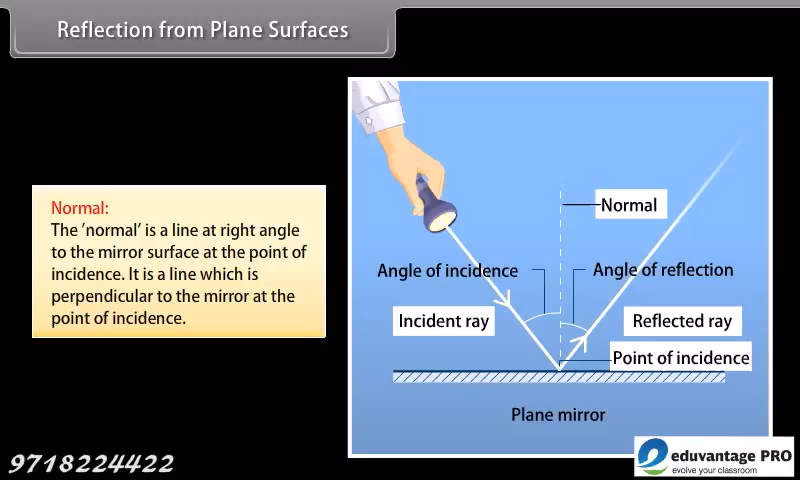 Reflection from Plane Surfaces
Normal:
The 'normal' is a line at right angle
to the mirror surface at the point of
incidence. It is a line which is
perpendicular to the mirror at the
point of incidence.
Normal
Angle of incidence
Angle of reflection
Incident ray
Reflected ray
Point of incidence
Plane mirror
9718224422
eduvantage PRO
evolve your classroom